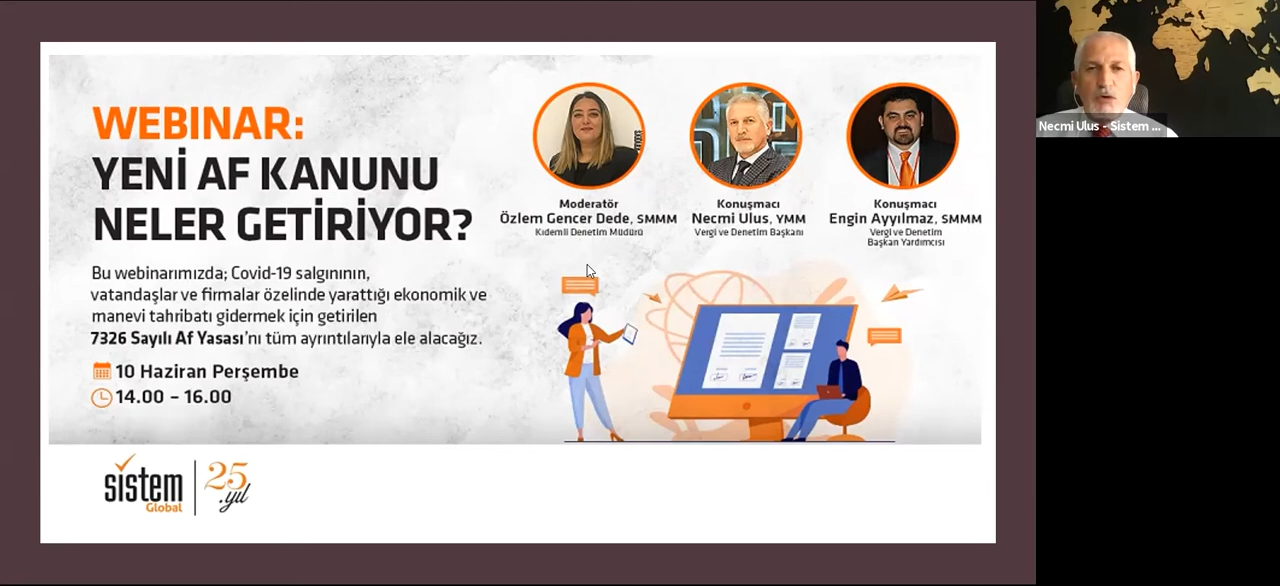 WEBINAR:
YENİ AF KANUNU
NELER GETİRİYOR?
Bu webinarımızda; Covid-19 salgınının,
vatandaşlar ve firmalar özelinde yarattığı ekonomik ve
manevi tahribatı gidermek için getirilen
7326 Sayılı Af Yasası'nı tüm ayrıntılarıyla ele alacağız.
10 Haziran Perşembe
14.00 – 16.00
Moderatör
Özlem Gencer Dede, SMMM
Kıdemli Denetim Müdürü
Konuşmacı
Necmi Ulus, YMM
Vergi ve Denetim Başkanı
Konuşmacı
Engin Ayyılmaz, SMMM
Vergi ve Denetim
Başkan Yardımcısı
sistem
Global
25
.yıl
Necmi Ulus - Sistem ...